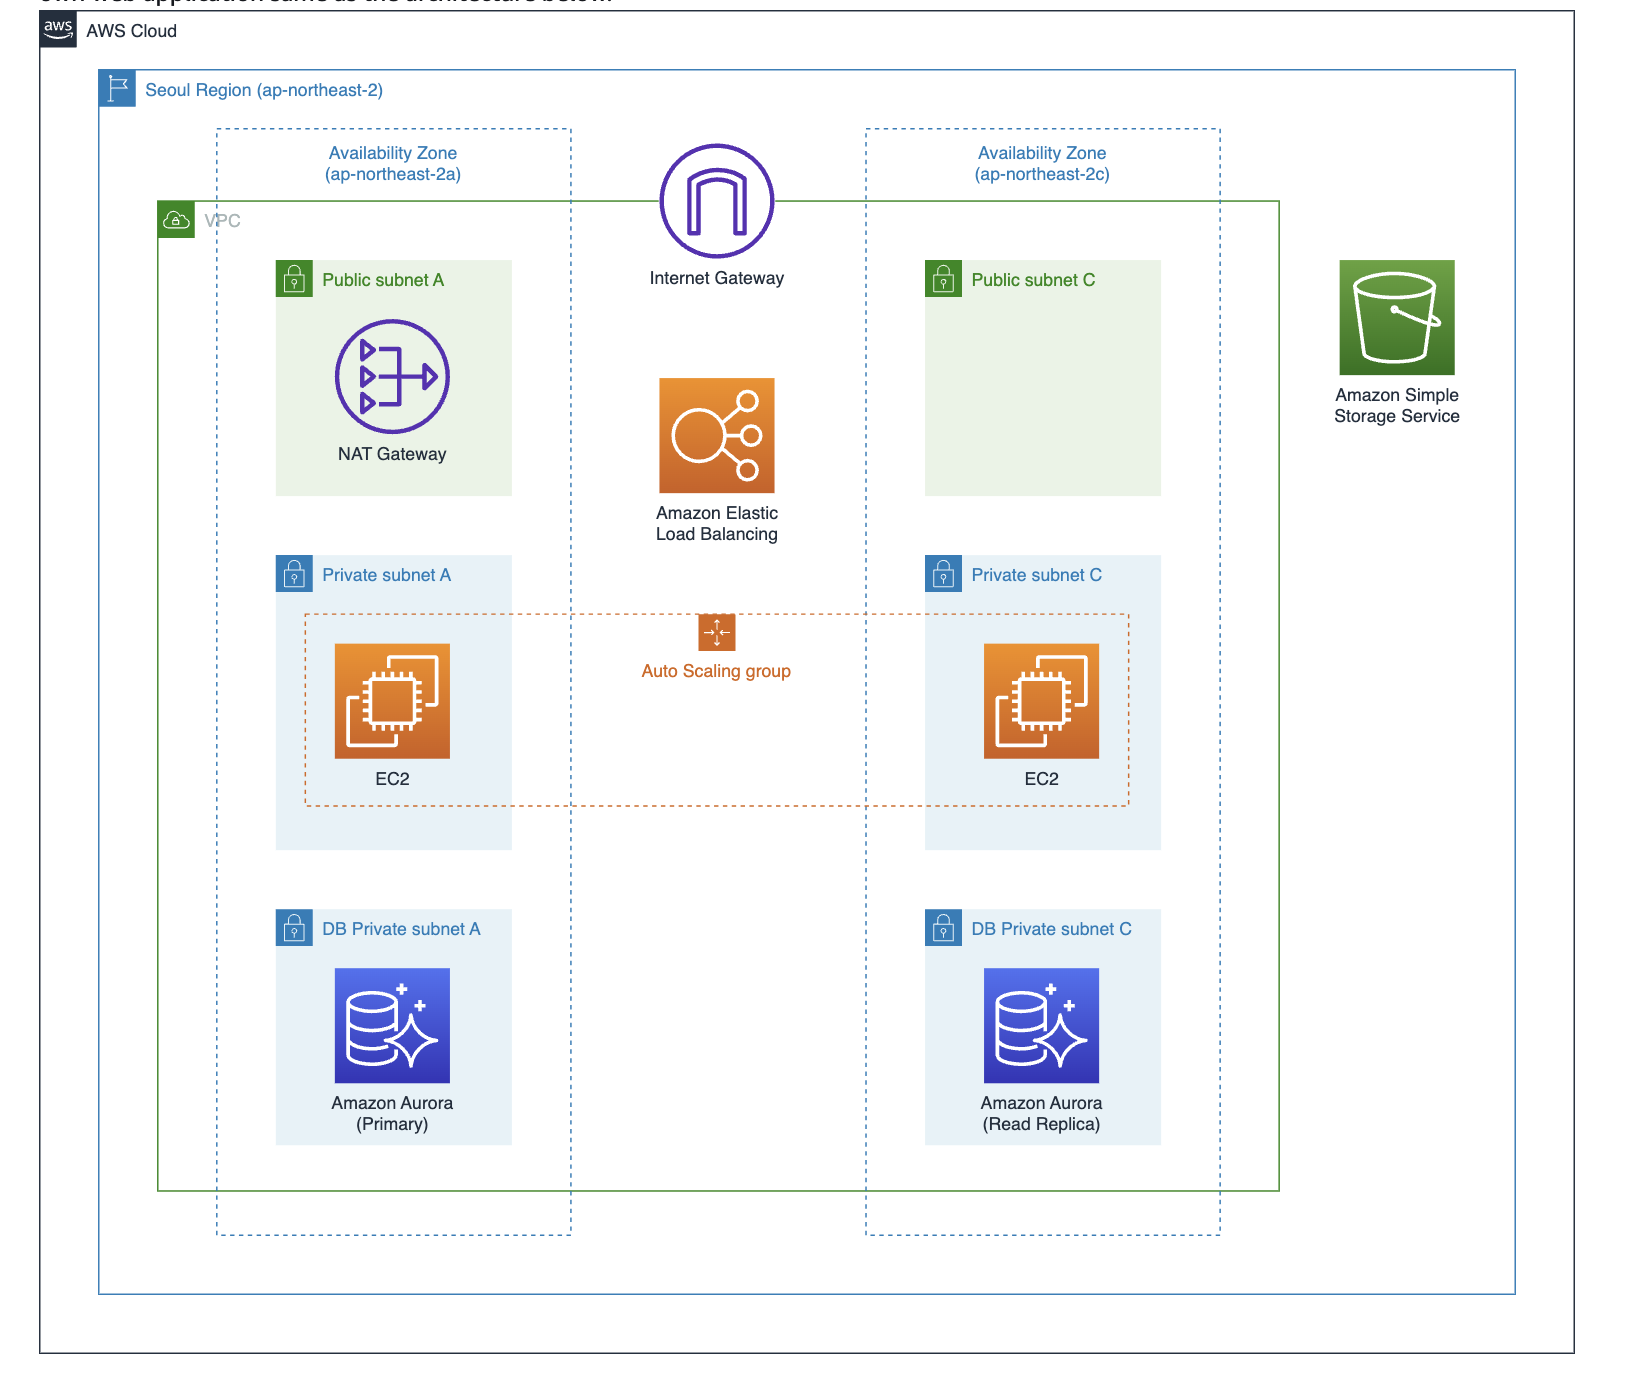 aws
AWS Cloud
Seoul Region (ap-northeast-2)
Availability Zone
(ap-northeast-2a)
Availability Zone
(ap-northeast-2c)
VPC
Internet Gateway
Public subnet A
Public subnet C
NAT Gateway
Amazon Simple
Storage Service
Amazon Elastic
Load Balancing
Private subnet A
Private subnet C
Auto Scaling group
EC2
EC2
DB Private subnet A
DB Private subnet C
Amazon Aurora
(Primary)
Amazon Aurora
(Read Replica)